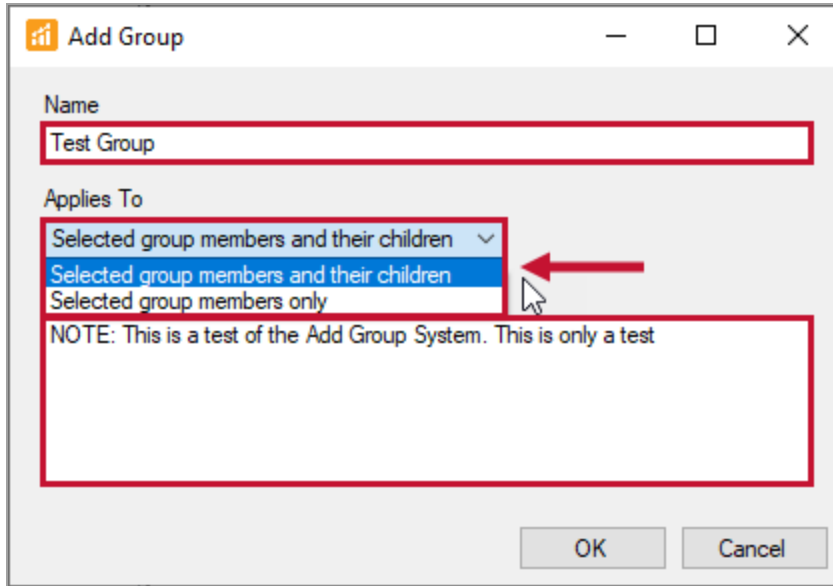 Add Group
Name
Test Group
Applies To
Selected group members and their children
Selected group members and their children
Selected group members only
NOTE: This is a test of the Add Group System. This is only a test
OK Cancel